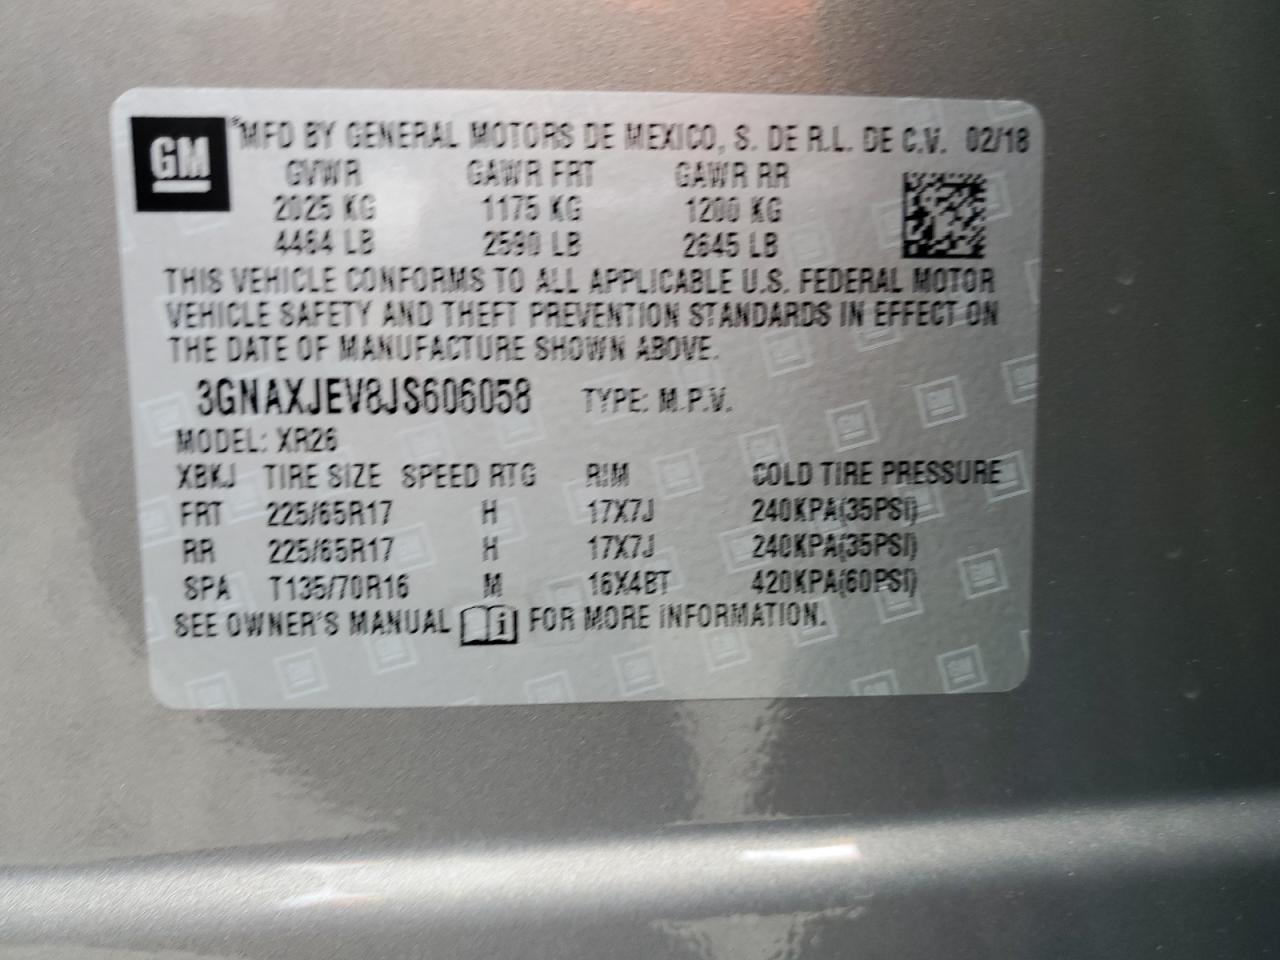 GM
MFD BY GENERAL MOTORS DE MEXICO, S. DE R.L. DE C.V. 02/18
GVWR GAWR FRT GAWR RR
2025 KG 1175 KG 1200 KG
4464 LB 2590 LB 2645 LB
THIS VEHICLE CONFORMS TO ALL APPLICABLE U.S. FEDERAL MOTOR
VEHICLE SAFETY AND THEFT PREVENTION STANDARDS IN EFFECT ON
THE DATE OF MANUFACTURE SHOWN ABOVE.
3GNAXJEV8JS606058 TYPE: M.P.V.
MODEL: XR26
XBKJ TIRE SIZE SPEED RTG RIM COLD TIRE PRESSURE
FRT 225/65R17 H 17X7J 240KPA(35PSI)
RR 225/65R17 H 17X7J 240KPA(35PSI)
SPA T135/70R16 M 16X4BT 420KPA(60PSI)
SEE OWNER'S MANUAL i FOR MORE INFORMATION.